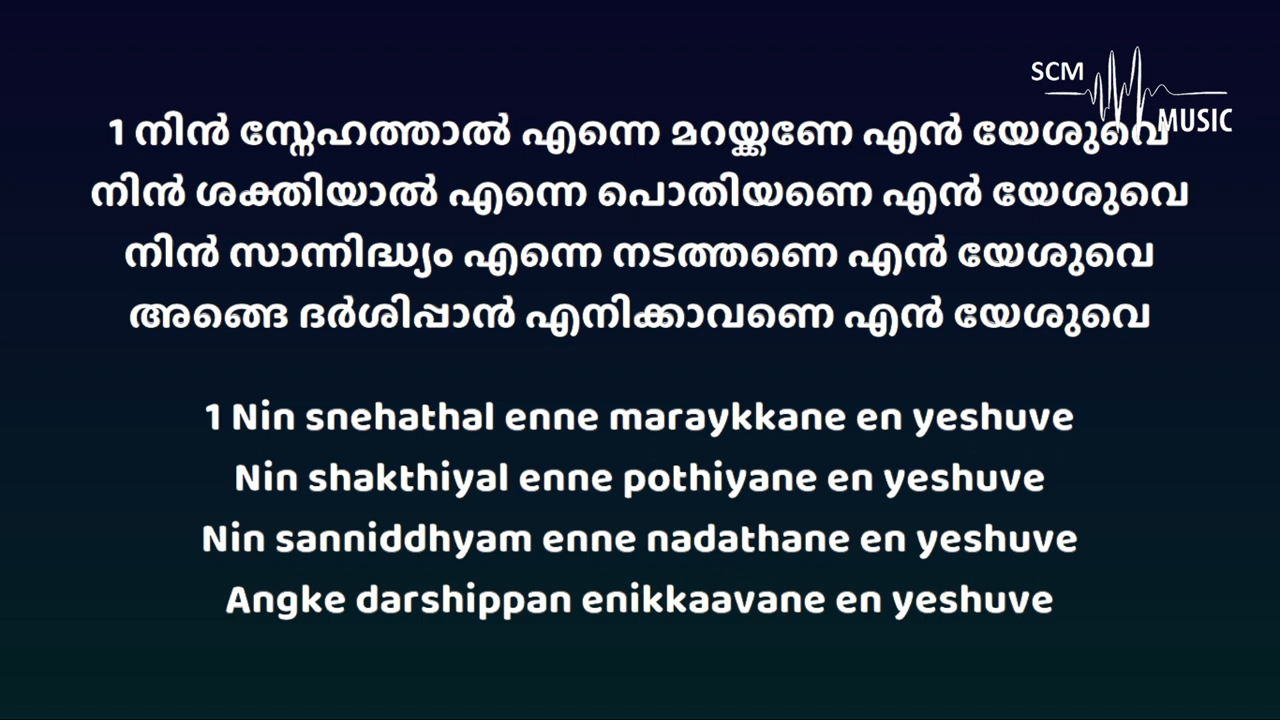 SCM
MUSIC
1 നിൻ സ്നേഹത്താൽ എന്നെ മറയ്ക്കണേ എൻ യേശുവെ
നിൻ ശക്തിയാൽ എന്നെ പൊതിയണെ എൻ യേശുവെ
നിൻ സാന്നിദ്ധ്യം എന്നെ നടത്തണെ എൻ യേശുവെ
അങ്ങെ ദർശിപ്പാൻ എനിക്കാവണെ എൻ യേശുവെ
1 Nin snehathal enne maraykkane en yeshuve
Nin shakthiyal enne pothiyane en yeshuve
Nin sanniddhyam enne nadathane en yeshuve
Angke darshippan enikkaavane en yeshuve